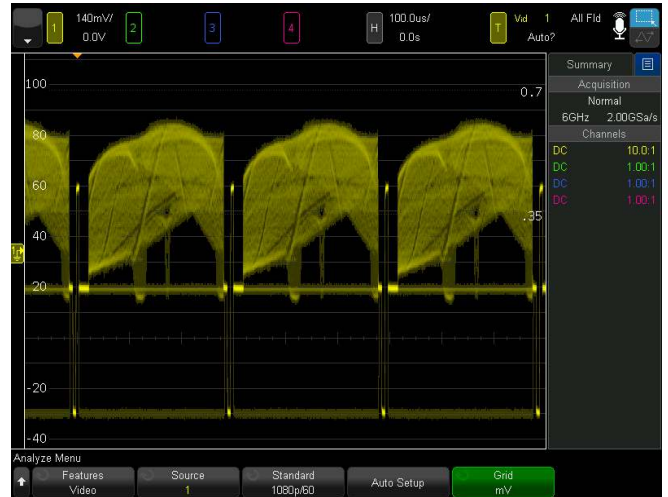 140mV/
1 0.0V 2 3 4 H 100.0us/
0.0s T Vid 1 All Fld
Auto?
Summary
Acquisition
Normal
6GHz 2.00GSa/s
Channels
DC 10.0:1
DC 1.00:1
DC 1.00:1
DC 1.00:1
100
0.7
80
60
.35
40
20
-20
-40
Analyze Menu
Features
Video
Source
1
Standard
1080p/60
Auto Setup
Grid
mV